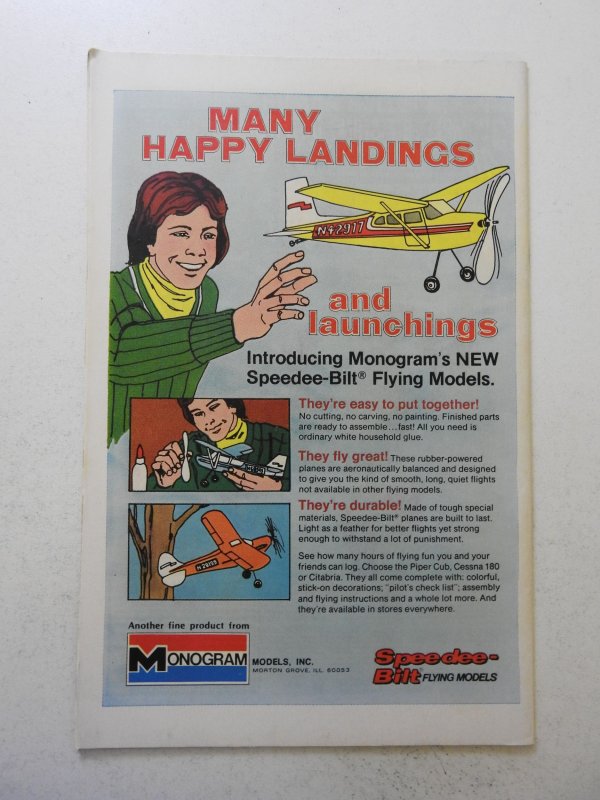 MANY
HAPPY LANDINGS
N42917
and
launchings
Introducing Monogram's NEW
Speedee-Bilt® Flying Models.
They're easy to put together!
No cutting, no carving, no painting. Finished parts
are ready to assemble...fast! All you need is
ordinary white household glue.
They fly great! These rubber-powered
planes are aeronautically balanced and designed
to give you the kind of smooth, long, quiet flights
not available in other flying models.
They're durable! Made of tough special
materials, Speedee-Bilt® planes are built to last.
Light as a feather for better flights yet strong
enough to withstand a lot of punishment.
See how many hours of flying fun you and your
friends can log. Choose the Piper Cub, Cessna 180
or Citabria. They all come complete with: colorful,
stick-on decorations; "pilot's check list"; assembly
and flying instructions and a whole lot more. And
they're available in stores everywhere.
Another fine product from
MONOGRAM MODELS, INC.
MORTON GROVE, ILL. 60053
Speedee-
Bilt® FLYING MODELS